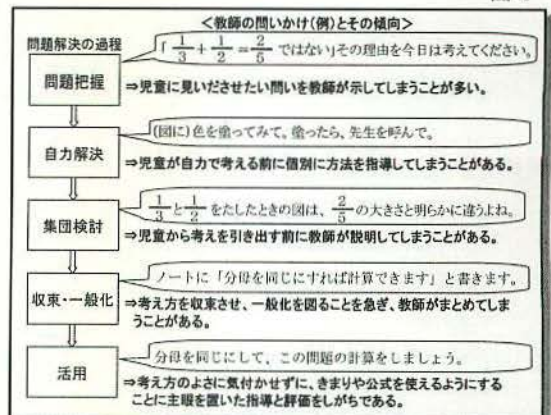 <教師の問いかけ(例)とその傾向>
問題解決の過程
「1/3 + 1/2 = 2/5 ではない」その理由を今日は考えてください。
問題把握
⇒児童に見いださせたい問いを教師が示してしまうことが多い。
(図に)色を塗ってみて、塗ったら、先生を呼んで。
自力解決
⇒児童が自力で考える前に個別に方法を指導してしまうことがある。
1/3 と 1/2 をたしたときの図は、2/5 の大きさと明らかに違うよね。
集団検討
⇒児童から考えを引き出す前に教師が説明してしまうことがある。
ノートに「分母を同じにすれば計算できます」と書きます。
収束・一般化
⇒考え方を収束させ、一般化を図ることを急ぎ、教師がまとめてしま
うことがある。
分母を同じにして、この問題の計算をしましょう。
活用
⇒考え方のよさに気付かせずに、きまりや公式を使えるようにする
ことに主眼を置いた指導と評価をしがちである。